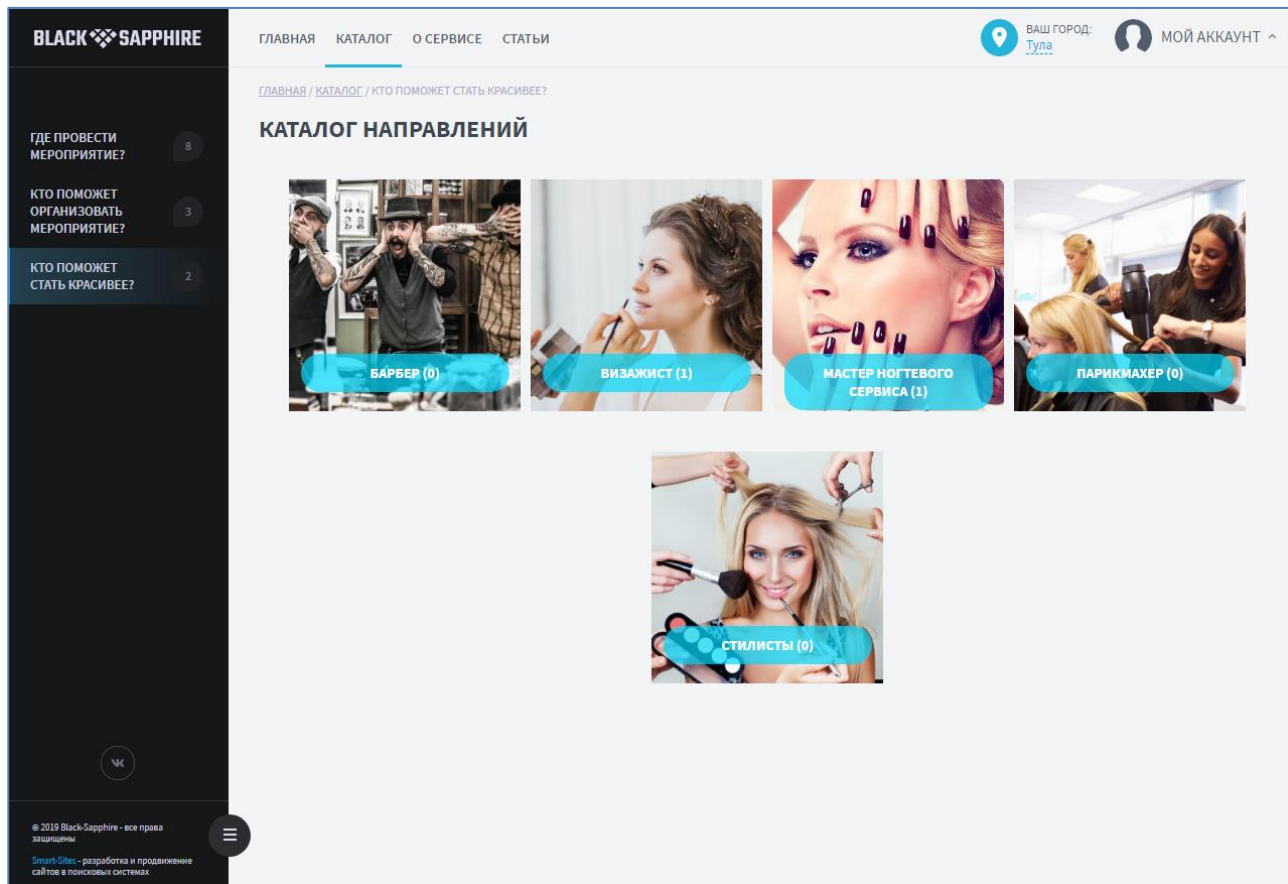 BLACK SAPPHIRE
ГЛАВНАЯ КАТАЛОГ О СЕРВИСЕ СТАТЬИ
ВАШ ГОРОД:
Тула
МОЙ АККАУНТ
ГДЕ ПРОВЕСТИ
МЕРОПРИЯТИЕ?
8
КТО ПОМОЖЕТ
ОРГАНИЗОВАТЬ
МЕРОПРИЯТИЕ?
3
КТО ПОМОЖЕТ
СТАТЬ КРАСИВЕЕ?
2
ГЛАВНАЯ / КАТАЛОГ / КТО ПОМОЖЕТ СТАТЬ КРАСИВЕЕ?
КАТАЛОГ НАПРАВЛЕНИЙ
БАРБЕР (0)
ВИЗАЖИСТ (1)
МАСТЕР НОГТЕВОГО
СЕРВИСА (1)
ПАРИКМАХЕР (0)
СТИЛИСТЫ (0)
© 2019 Black-Sapphire - все права
защищены
Smart-Sites - разработка и продвижение
сайтов в поисковых системах